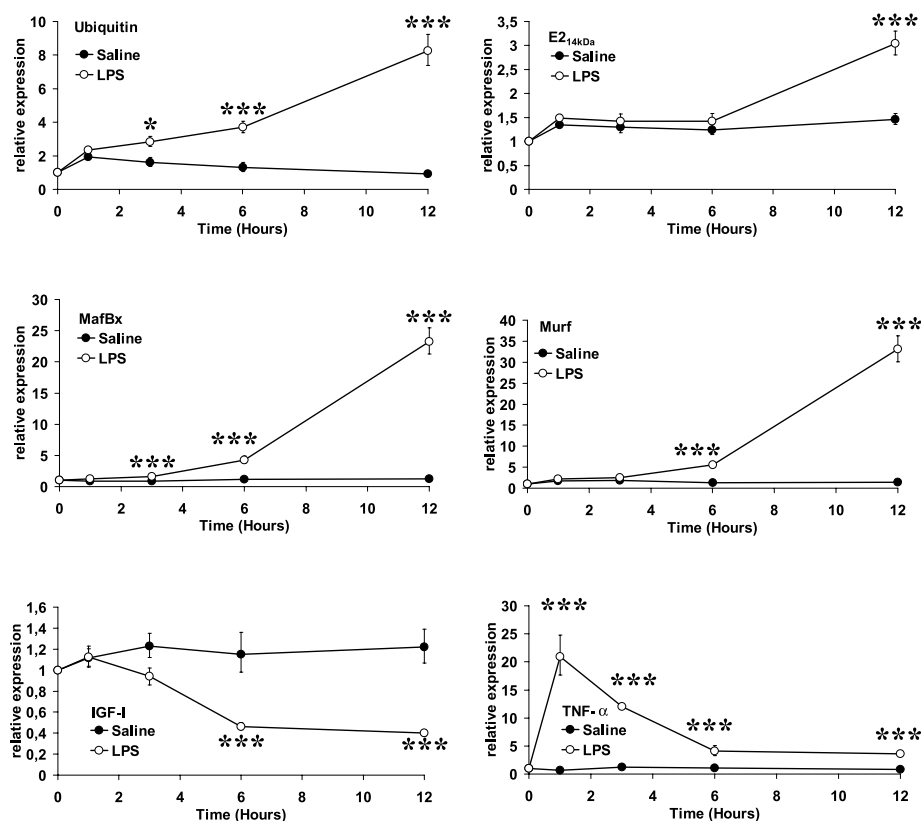 Ubiquitin
Saline
LPS
relative expression
10
8
6
4
2
0
*
***
***
0 2 4 6 8 10 12
Time (Hours)
E2₁₄kDa
Saline
LPS
relative expression
3,5
3
2,5
2
1,5
1
0,5
0
***
0 2 4 6 8 10 12
Time (Hours)
MafBx
Saline
LPS
relative expression
30
25
20
15
10
5
0
***
***
***
0 2 4 6 8 10 12
Time (Hours)
Murf
Saline
LPS
relative expression
40
35
30
25
20
15
10
5
0
***
***
0 2 4 6 8 10 12
Time (Hours)
IGF-I
Saline
LPS
relative expression
1,6
1,4
1,2
1
0,8
0,6
0,4
0,2
0
***
***
0 2 4 6 8 10 12
Time (Hours)
TNF- α
Saline
LPS
relative expression
30
25
20
15
10
5
0
***
***
***
***
0 2 4 6 8 10 12
Time (Hours)